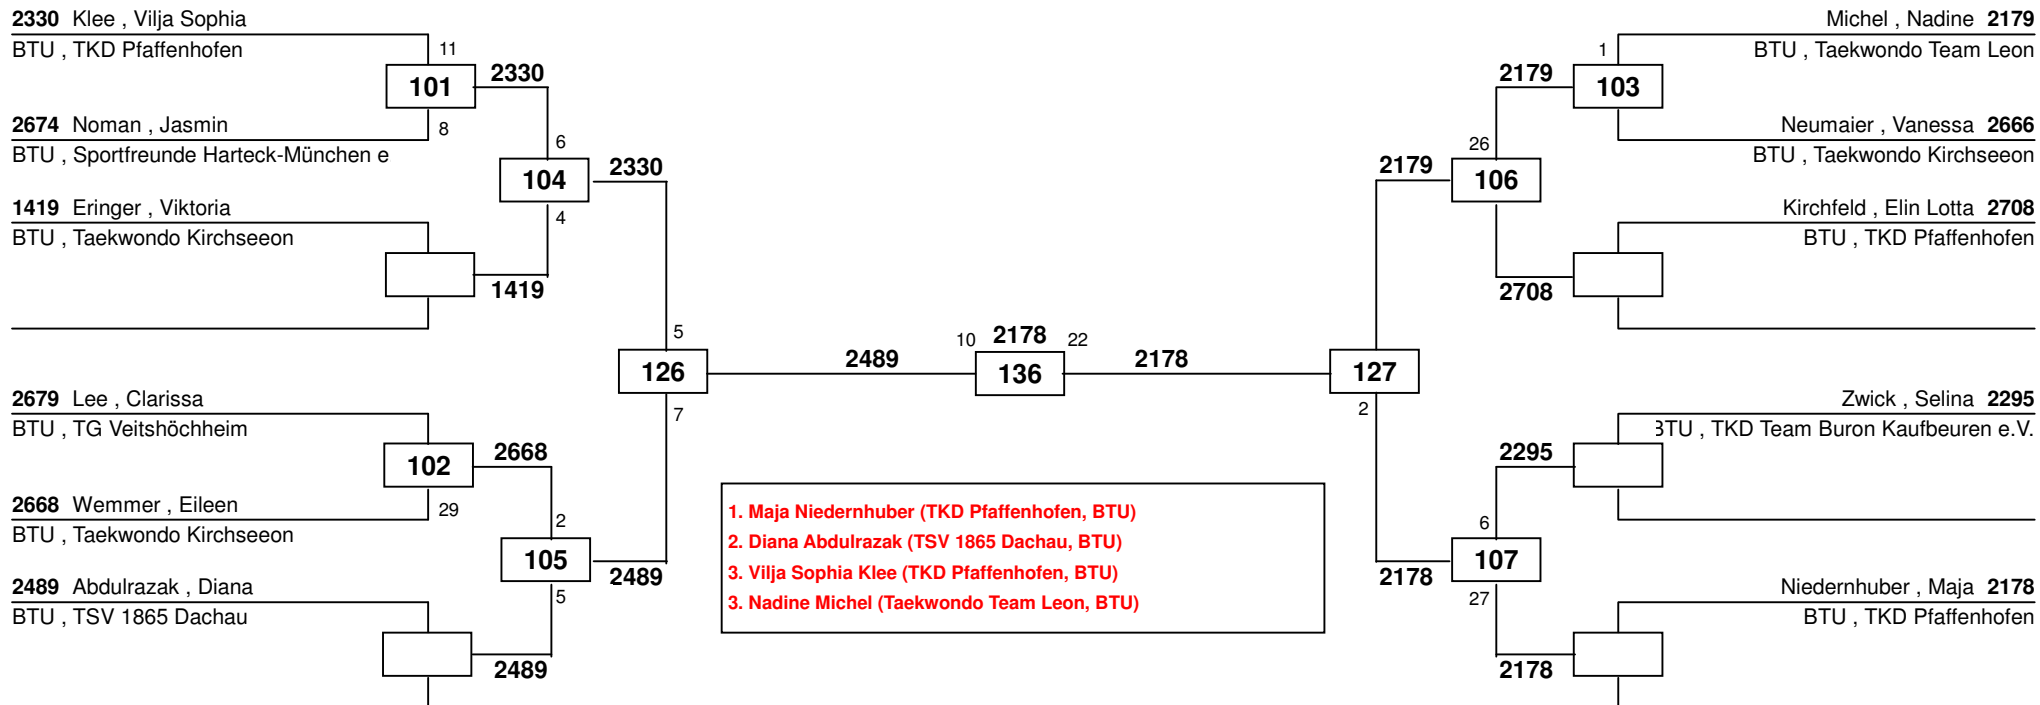 2330 Klee , Vilja Sophia
BTU , TKD Pfaffenhofen
11
101
2330
2674 Noman , Jasmin
8
BTU , Sportfreunde Harteck-München e
6
104
2330
1419 Eringer , Viktoria
4
BTU , Taekwondo Kirchseeon
1419
5
126
2489
7
2679 Lee , Clarissa
BTU , TG Veitshöchheim
102
2668
2668 Wemmer , Eileen
29
BTU , Taekwondo Kirchseeon
2
105
2489
5
2489 Abdulrazak , Diana
BTU , TSV 1865 Dachau
2489
10 2178 22
136
2178
1. Maja Niedernhuber (TKD Pfaffenhofen, BTU)
2. Diana Abdulrazak (TSV 1865 Dachau, BTU)
3. Vilja Sophia Klee (TKD Pfaffenhofen, BTU)
3. Nadine Michel (Taekwondo Team Leon, BTU)
Michel , Nadine 2179
1
BTU , Taekwondo Team Leon
2179
103
Neumaier , Vanessa 2666
BTU , Taekwondo Kirchseeon
26
2179
106
Kirchfeld , Elin Lotta 2708
BTU , TKD Pfaffenhofen
2708
127
2
Zwick , Selina 2295
BTU , TKD Team Buron Kaufbeuren e.V.
2295
6
107
2178
27
Niedernhuber , Maja 2178
BTU , TKD Pfaffenhofen
2178